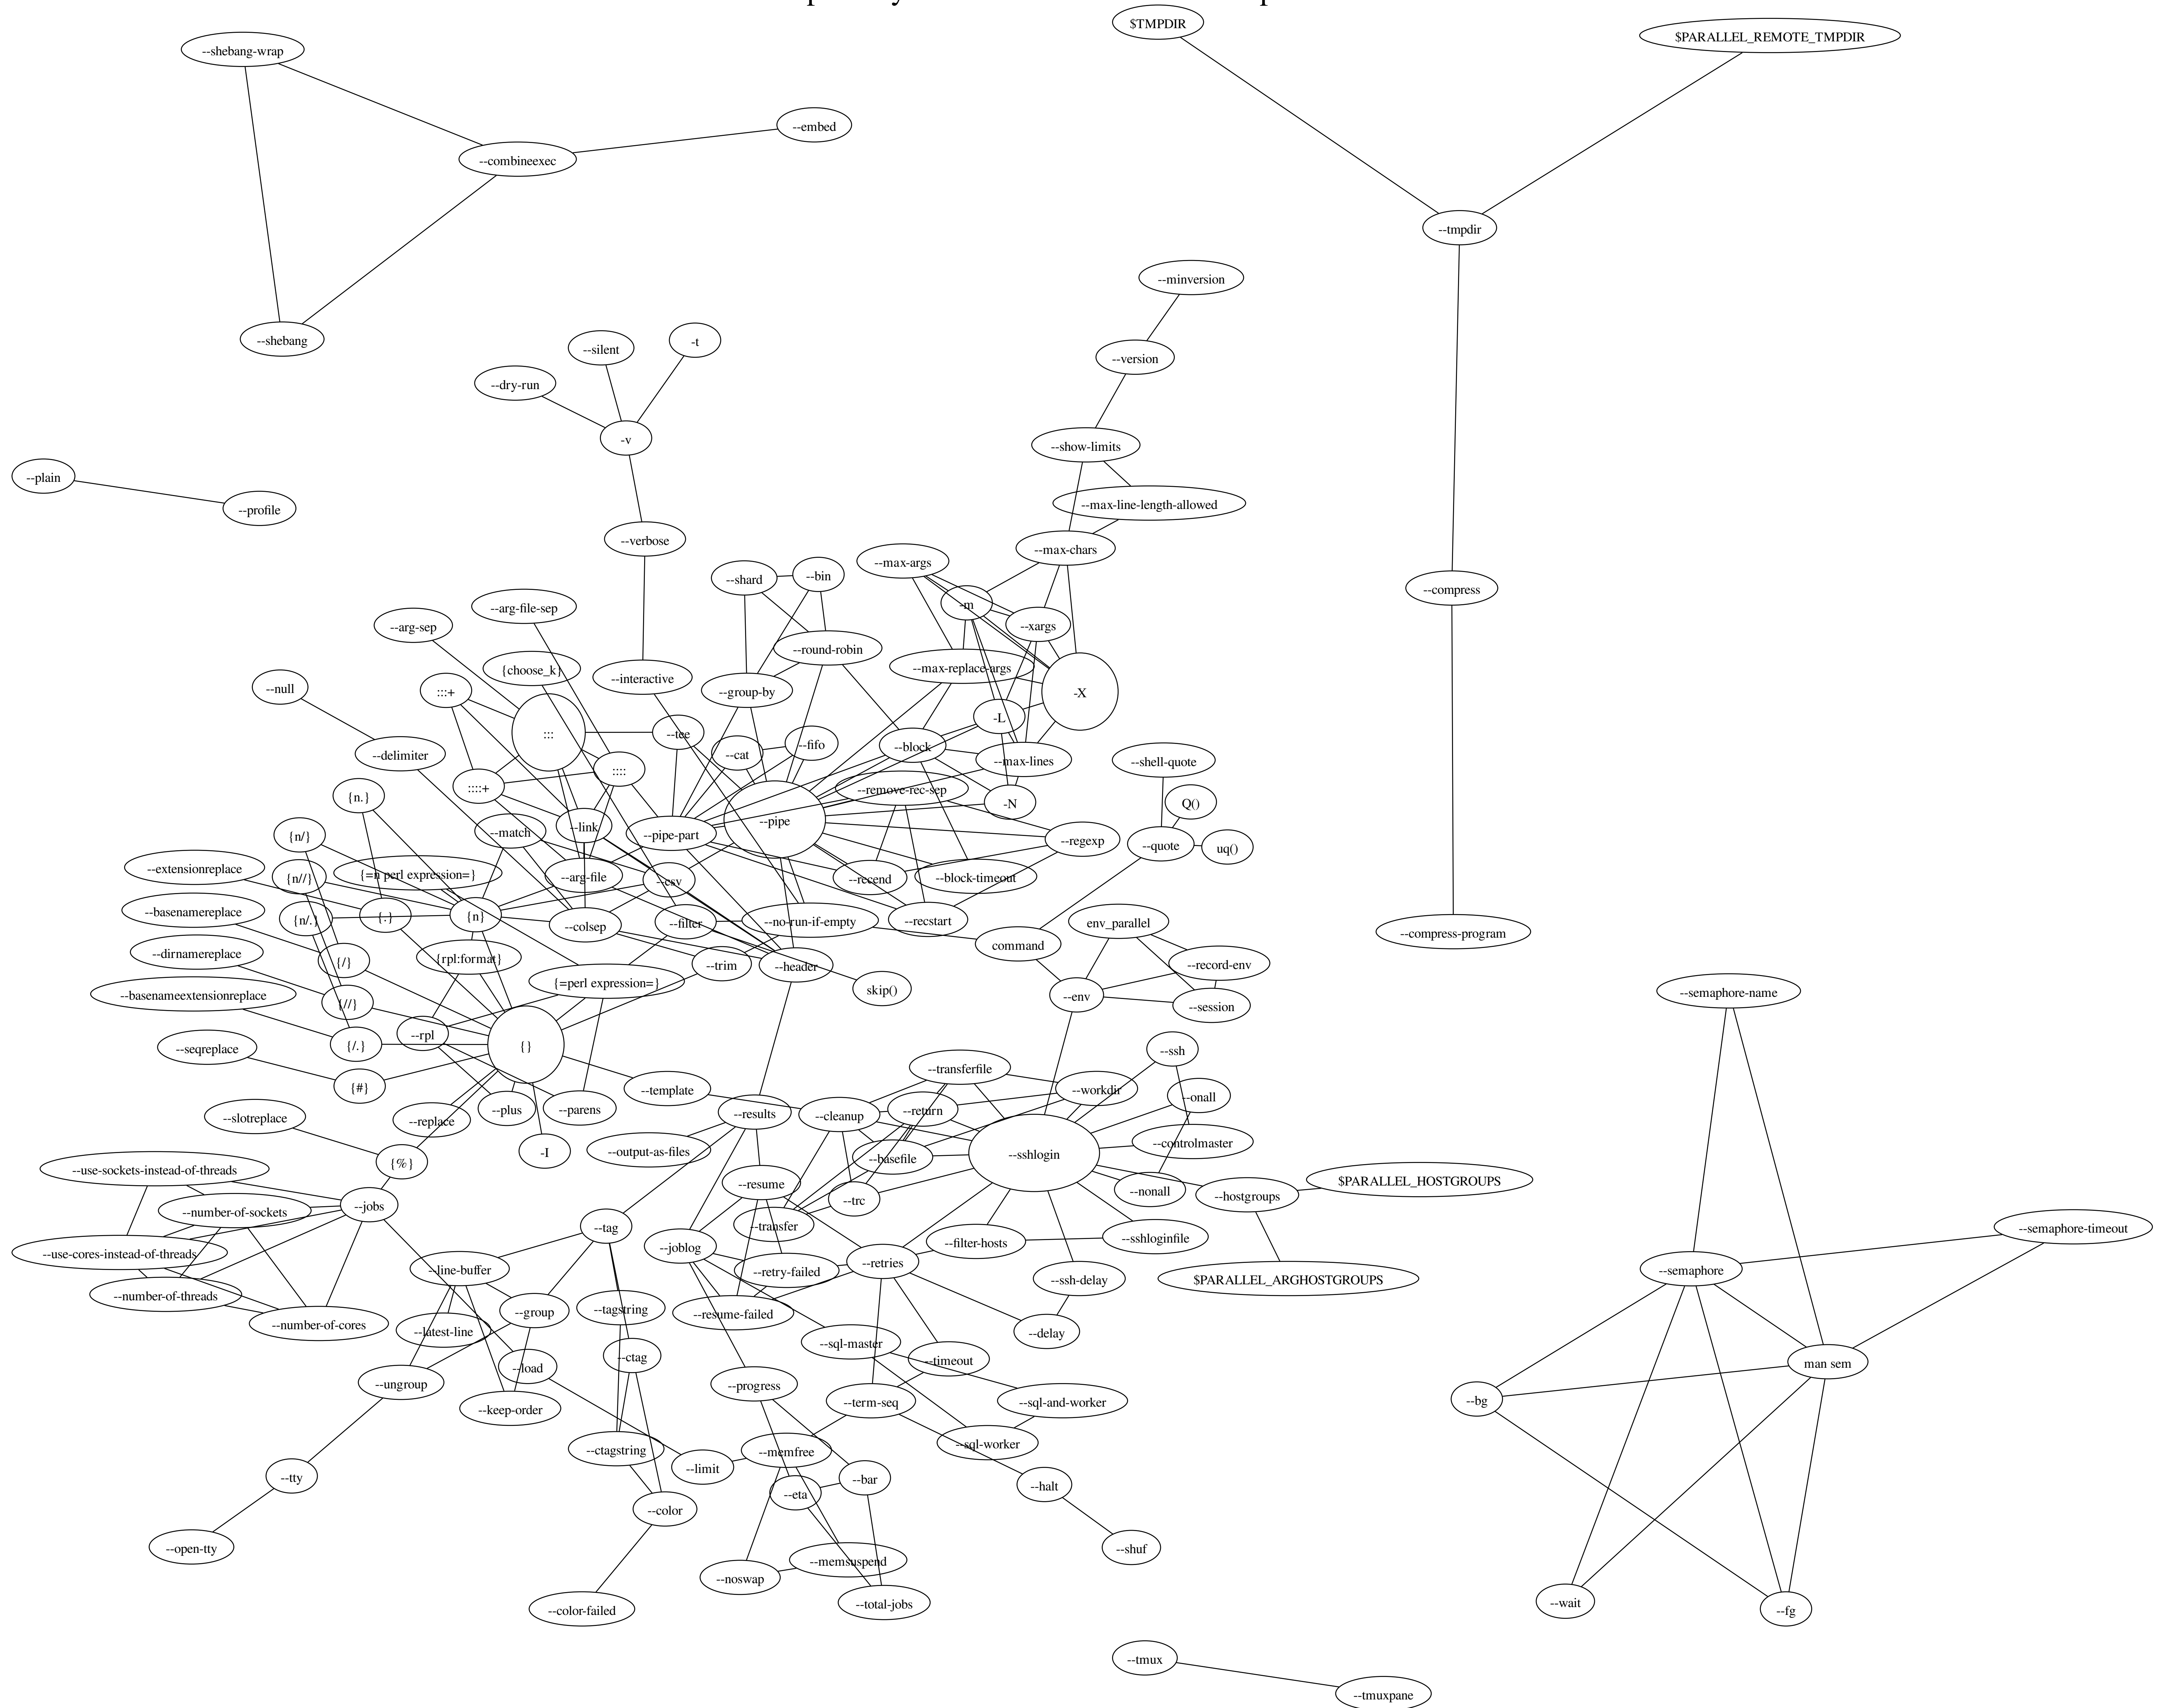 $TMPDIR
$PARALLEL_REMOTE_TMPDIR
--shebang-wrap
--embed
--combineexec
--tmpdir
--minversion
--shebang
--silent
-t
--version
--dry-run
-v
--show-limits
--plain
--profile
--max-line-length-allowed
--verbose
--max-chars
--max-args
--shard
--bin
--compress
--arg-file-sep
-m
--arg-sep
--xargs
--round-robin
{choose_k}
--max-replace-args
--interactive
--null
:::+
--group-by
-X
-L
:::
--tee
--cat
--fifo
--block
--delimiter
--max-lines
--shell-quote
::::
::::+
--remove-rec-sep
{n.}
-N
Q()
--pipe
{n/}
--match
--link
--pipe-part
--regexp
--quote
uq()
--extensionreplace
{n//}
{=n perl expression=}
--arg-file
--csv
--recend
--block-timeout
--basenamereplace
{n/.}
{.}
{n}
--colsep
--filter
--no-run-if-empty
--recstart
env_parallel
--compress-program
command
--dirnamereplace
{/}
{rpl:format}
--trim
--header
--record-env
{=perl expression=}
skip()
--basenameextensionreplace
{//}
--env
--session
--semaphore-name
--rpl
--seqreplace
{/.}
{}
--ssh
--transferfile
{#}
--template
--workdir
--onall
--slotreplace
--replace
--plus
--parens
--results
--cleanup
--return
--controlmaster
-I
--output-as-files
--sshlogin
--use-sockets-instead-of-threads
{%}
--basefile
--resume
--nonall
--hostgroups
$PARALLEL_HOSTGROUPS
--number-of-sockets
--jobs
--trc
--tag
--transfer
--semaphore-timeout
--use-cores-instead-of-threads
--joblog
--filter-hosts
--sshloginfile
--line-buffer
--retry-failed
--retries
--ssh-delay
$PARALLEL_ARGHOSTGROUPS
--semaphore
--number-of-threads
--group
--tagstring
--resume-failed
--number-of-cores
--latest-line
--delay
--sql-master
--load
--ctag
--timeout
man sem
--ungroup
--progress
--keep-order
--term-seq
--sql-and-worker
--bg
--ctagstring
--memfree
--sql-worker
--tty
--limit
--bar
--eta
--halt
--color
--open-tty
--shuf
--noswap
--memsuspend
--color-failed
--total-jobs
--wait
--fg
--tmux
--tmuxpane